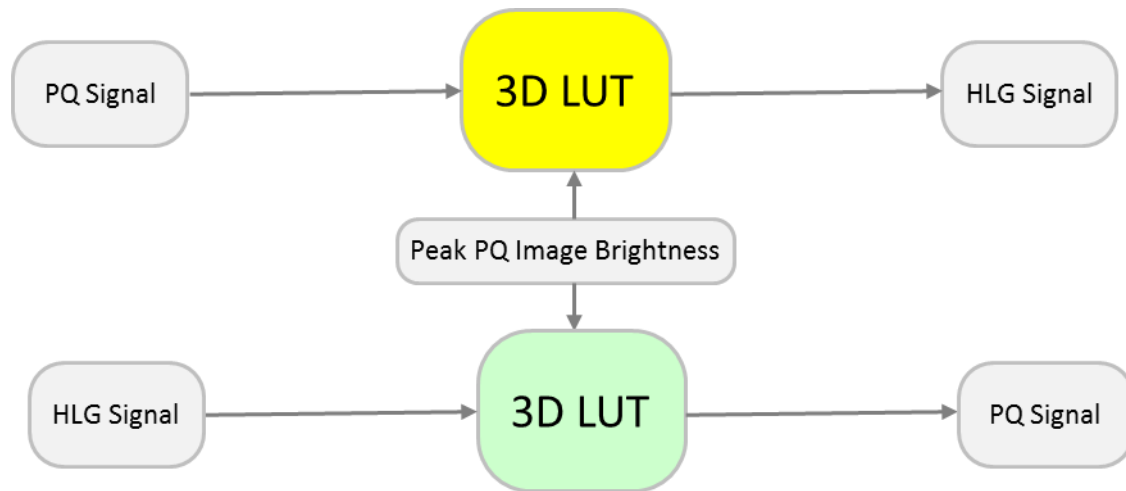 PQ Signal
3D LUT
HLG Signal
Peak PQ Image Brightness
HLG Signal
3D LUT
PQ Signal